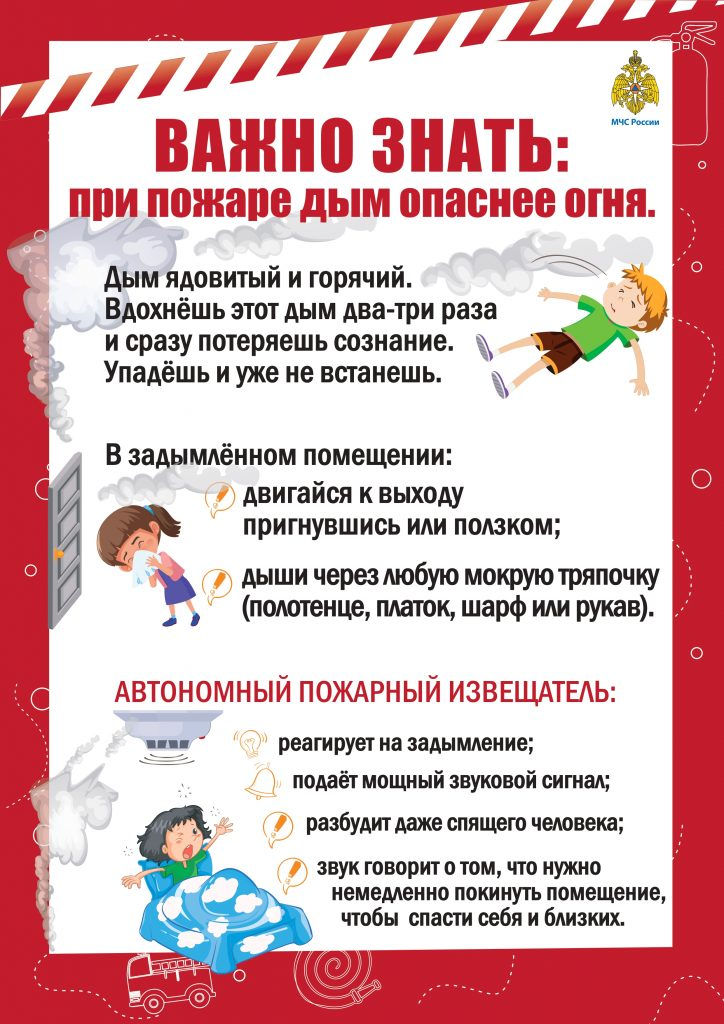 МЧС России
ВАЖНО ЗНАТЬ:
при пожаре дым опаснее огня.
Дым ядовитый и горячий.
Вдохнёшь этот дым два-три раза
и сразу потеряешь сознание.
Упадёшь и уже не встанешь.
В задымлённом помещении:
двигайся к выходу
пригнувшись или ползком;
дыши через любую мокрую тряпочку
(полотенце, платок, шарф или рукав).
АВТОНОМНЫЙ ПОЖАРНЫЙ ИЗВЕЩАТЕЛЬ:
реагирует на задымление;
подаёт мощный звуковой сигнал;
разбудит даже спящего человека;
звук говорит о том, что нужно
немедленно покинуть помещение,
чтобы спасти себя и близких.